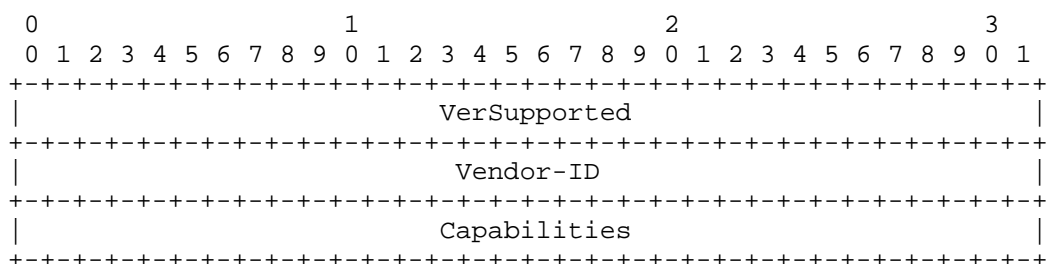 0                   1                   2                   3
 0 1 2 3 4 5 6 7 8 9 0 1 2 3 4 5 6 7 8 9 0 1 2 3 4 5 6 7 8 9 0 1
+-+-+-+-+-+-+-+-+-+-+-+-+-+-+-+-+-+-+-+-+-+-+-+-+-+-+-+-+-+-+-+-+
|                          VerSupported                         |
+-+-+-+-+-+-+-+-+-+-+-+-+-+-+-+-+-+-+-+-+-+-+-+-+-+-+-+-+-+-+-+-+
|                           Vendor-ID                           |
+-+-+-+-+-+-+-+-+-+-+-+-+-+-+-+-+-+-+-+-+-+-+-+-+-+-+-+-+-+-+-+-+
|                          Capabilities                         |
+-+-+-+-+-+-+-+-+-+-+-+-+-+-+-+-+-+-+-+-+-+-+-+-+-+-+-+-+-+-+-+-+